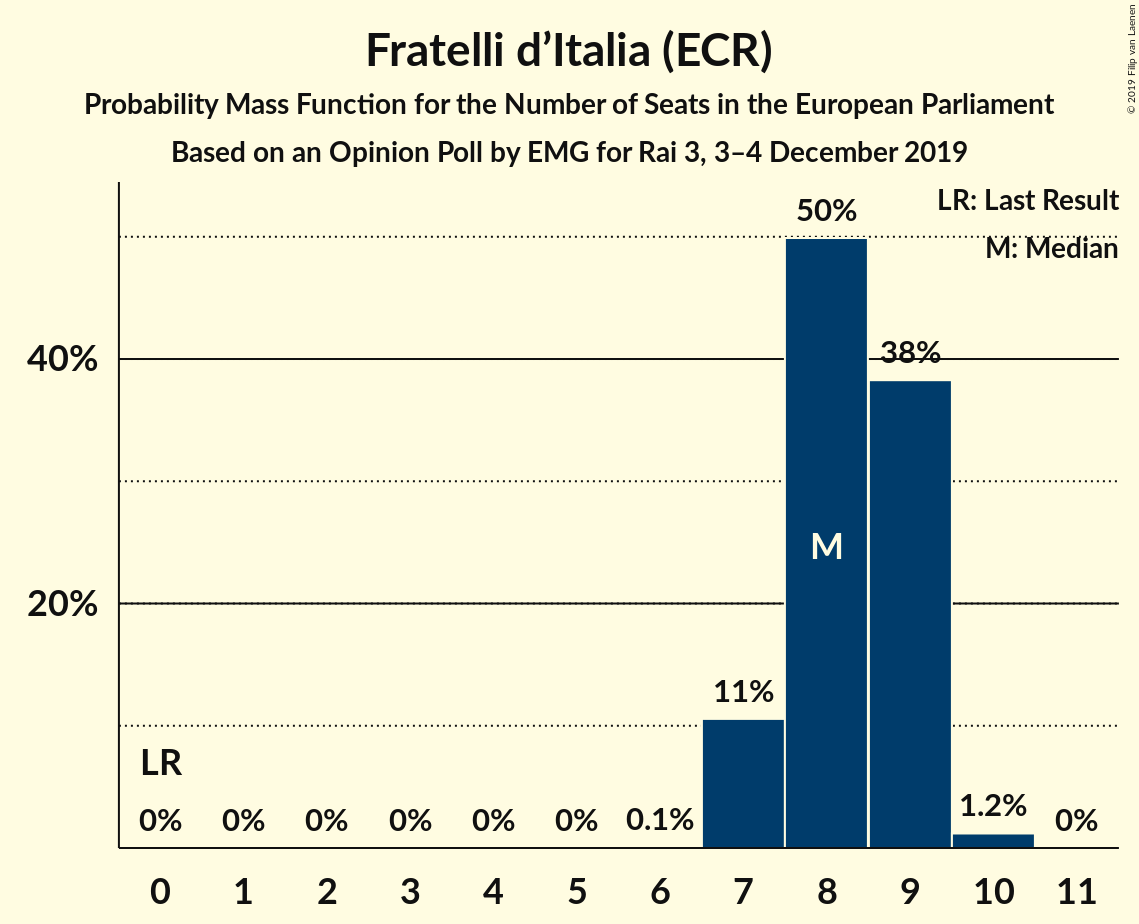 Fratelli d’Italia (ECR)
Probability Mass Function for the Number of Seats in the European Parliament
Based on an Opinion Poll by EMG for Rai 3, 3–4 December 2019
© 2019 Filip van Laenen
LR: Last Result
M: Median
50%
40%
38%
M
20%
11%
LR
0% 0% 0% 0% 0% 0% 0.1% 1.2% 0%
0 1 2 3 4 5 6 7 8 9 10 11